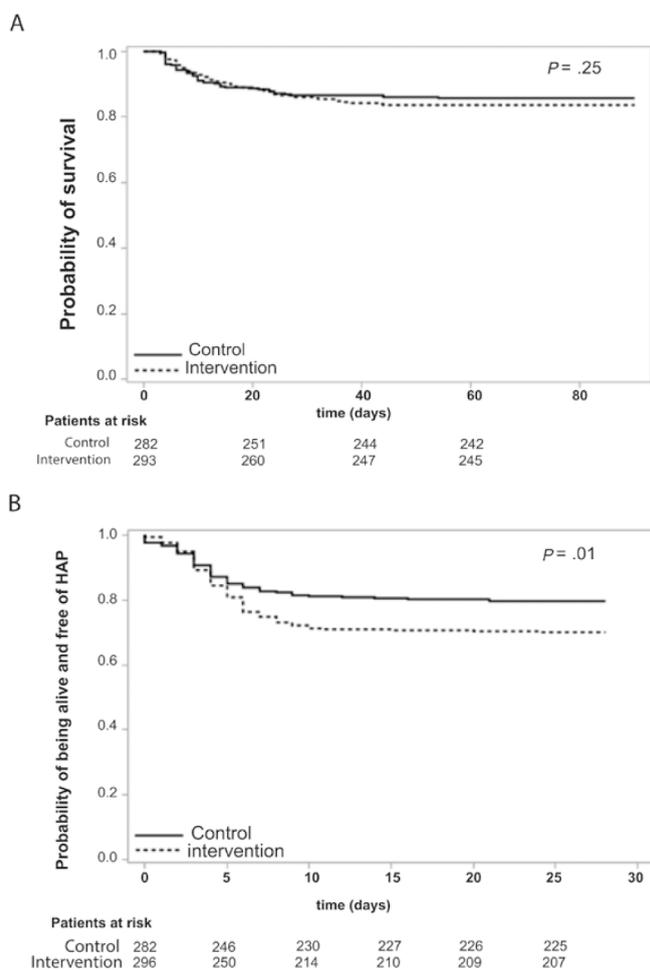 A
1.0
0.8
0.6
0.4
0.2
0.0
Probability of survival
P = .25
Control
Intervention
0 20 40 60 80
time (days)
Patients at risk
Control 282 251 244 242
Intervention 293 260 247 245
B
1.0
0.8
0.6
0.4
0.2
0.0
Probability of being alive and free of HAP
P = .01
Control
intervention
0 5 10 15 20 25 30
time (days)
Patients at risk
Control 282 246 230 227 226 225
Intervention 296 250 214 210 209 207